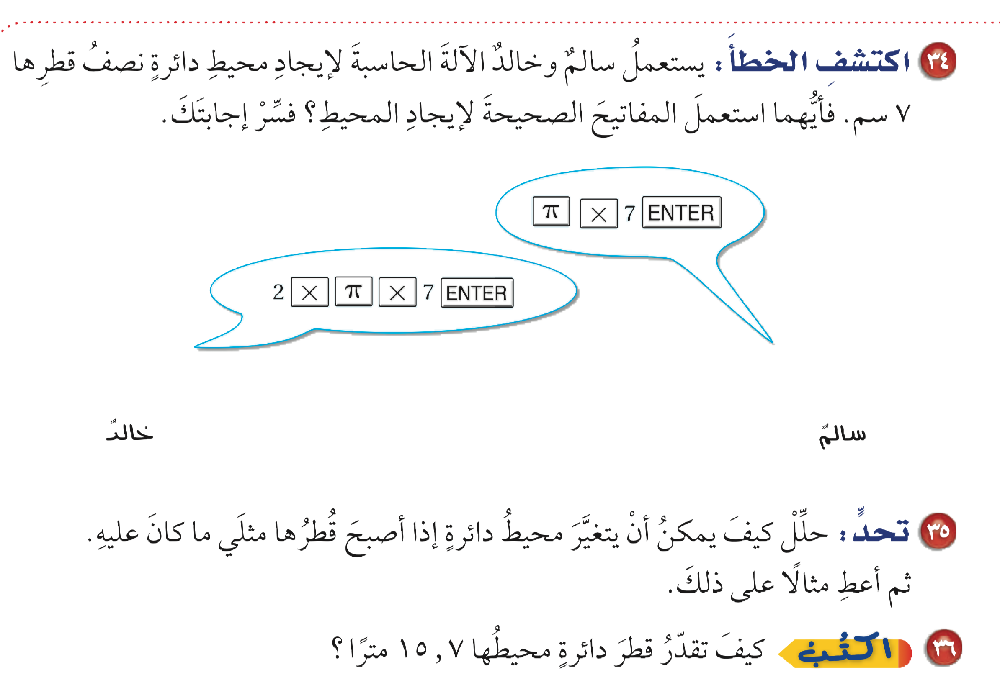 ٣٤ اكتشفِ الخطأَ: يستعملُ سالمٌ وخالدٌ الآلةَ الحاسبةَ لإيجادِ محيطِ دائرةٍ نصفُ قطرِها
٧ سم. فأيُّهما استعملَ المفاتيحَ الصحيحةَ لإيجادِ المحيطِ؟ فسِّرْ إجابتَكَ.
π × 7 ENTER
2 × π × 7 ENTER
سالمٌ
خالدٌ
٣٥ تحدٍّ: حلِّلْ كيفَ يمكنُ أنْ يتغيَّرَ محيطُ دائرةٍ إذا أصبحَ قُطرُها مثلَي ما كانَ عليهِ.
ثم أعطِ مثالًا على ذلكَ.
٣٦ اكتُب كيفَ تقدّرُ قطرَ دائرةٍ محيطُها ١٥,٧ مترًا؟